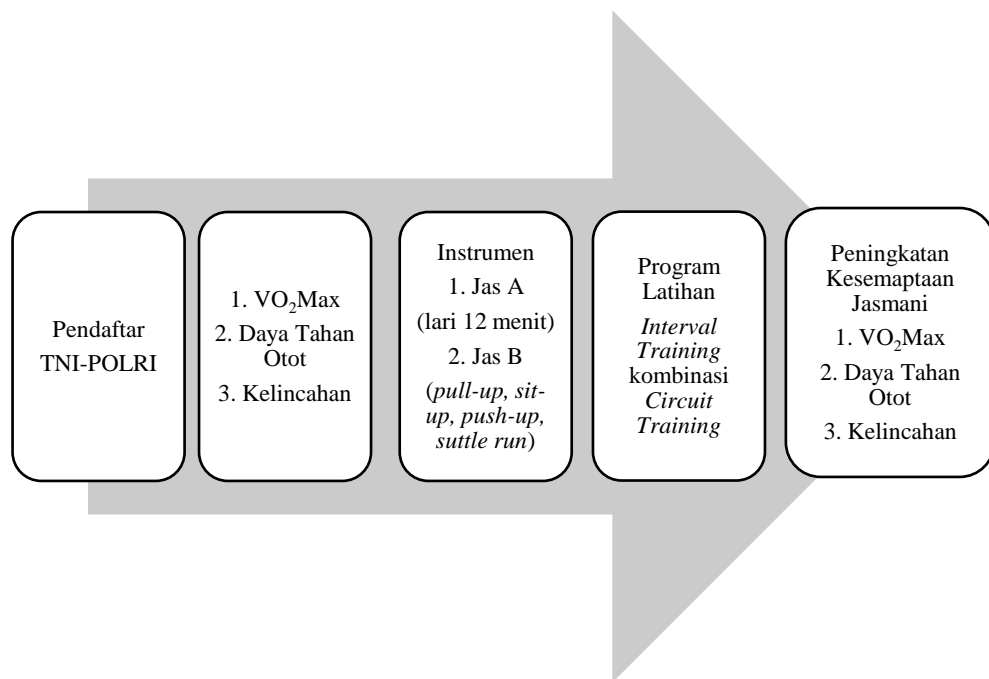 Pendaftar
TNI-POLRI
1. VO₂Max
2. Daya Tahan
Otot
3. Kelincahan
Instrumen
1. Jas A
(lari 12 menit)
2. Jas B
(pull-up, sit-
up, push-up,
suttle run)
Program
Latihan
Interval
Training
kombinasi
Circuit
Training
Peningkatan
Kesemaptaan
Jasmani
1. VO₂Max
2. Daya Tahan
Otot
3. Kelincahan